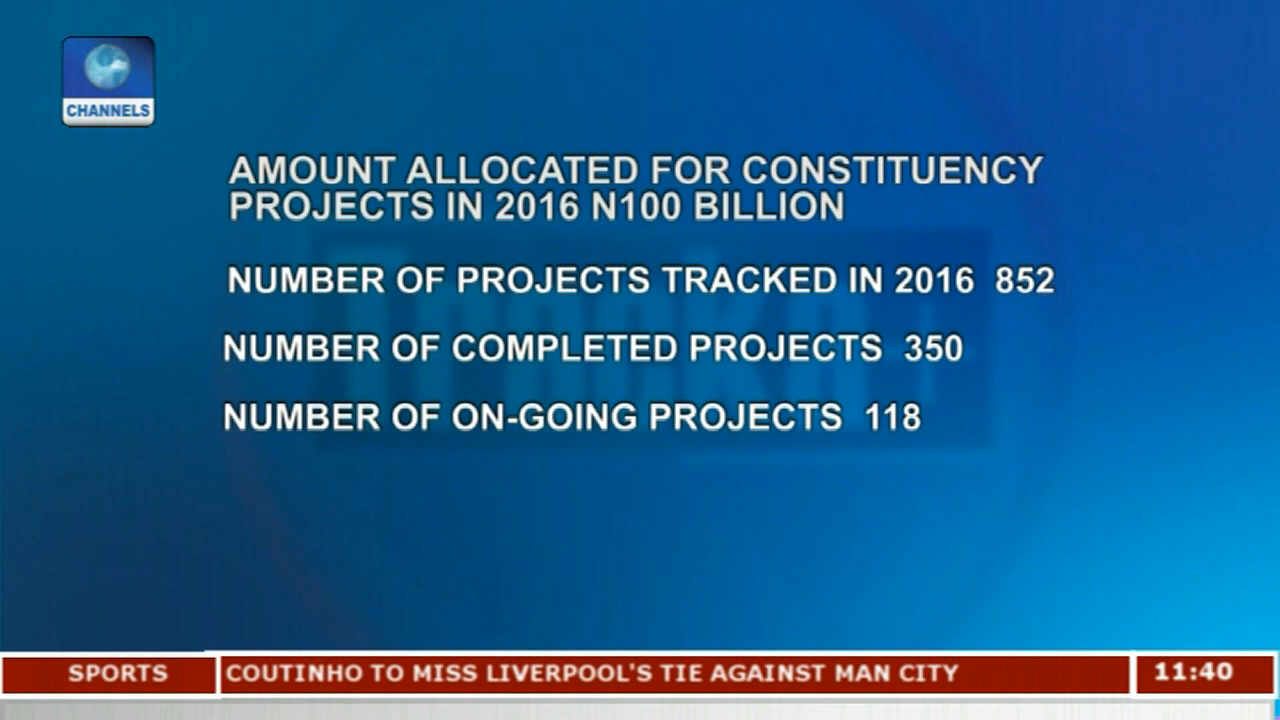 CHANNELS
AMOUNT ALLOCATED FOR CONSTITUENCY
PROJECTS IN 2016 N100 BILLION
NUMBER OF PROJECTS TRACKED IN 2016 852
NUMBER OF COMPLETED PROJECTS 350
NUMBER OF ON-GOING PROJECTS 118
SPORTS
COUTINHO TO MISS LIVERPOOL'S TIE AGAINST MAN CITY
11:40